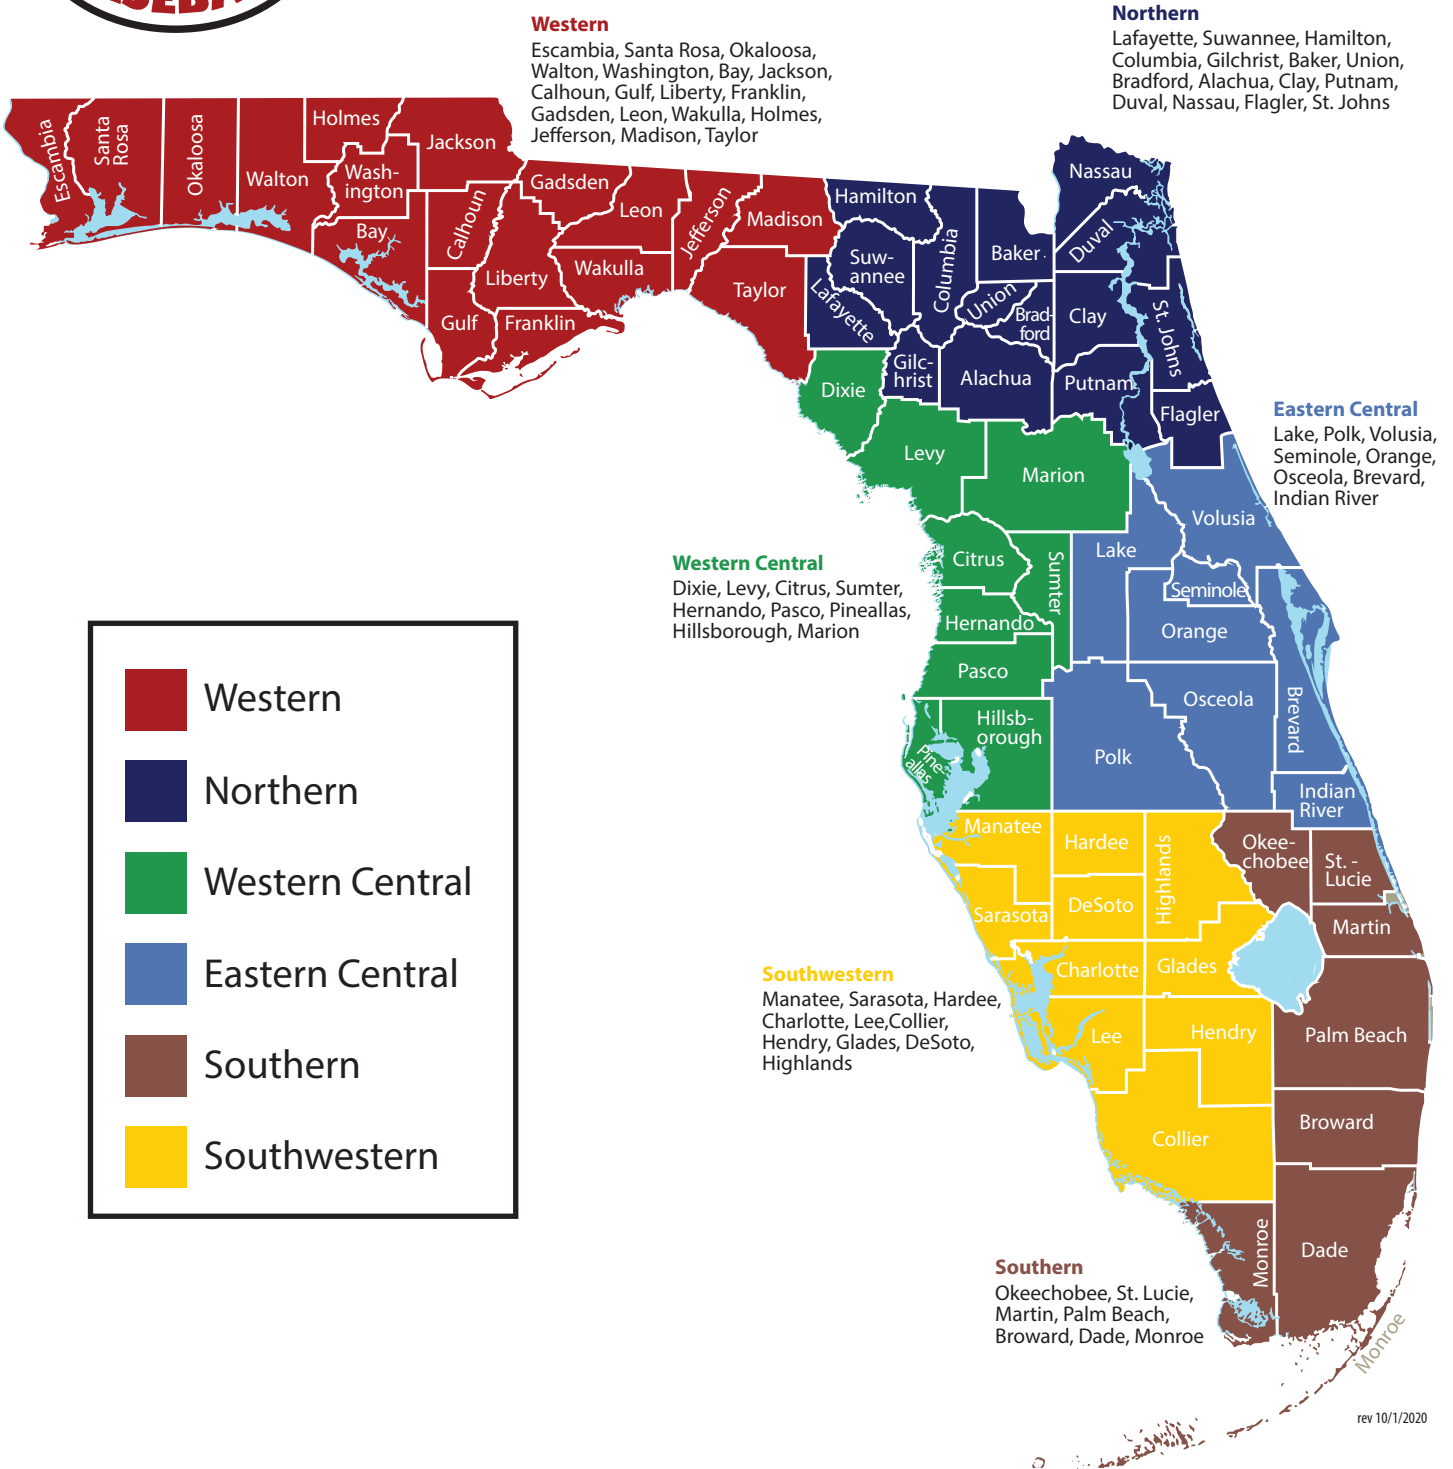 Western
Escambia, Santa Rosa, Okaloosa,
Walton, Washington, Bay, Jackson,
Calhoun, Gulf, Liberty, Franklin,
Gadsden, Leon, Wakulla, Holmes,
Jefferson, Madison, Taylor
Northern
Lafayette, Suwannee, Hamilton,
Columbia, Gilchrist, Baker, Union,
Bradford, Alachua, Clay, Putnam,
Duval, Nassau, Flagler, St. Johns
Escambia
Santa
Rosa
Okaloosa
Walton
Holmes
Wash-
ington
Jackson
Bay
Calhoun
Gulf
Liberty
Franklin
Gadsden
Leon
Wakulla
Jefferson
Madison
Taylor
Hamilton
Suw-
annee
Lafayette
Columbia
Baker
Union
Brad-
ford
Nassau
Duval
Clay
St. Johns
Gilc-
hrist
Alachua
Putnam
Flagler
Dixie
Levy
Marion
Eastern Central
Lake, Polk, Volusia,
Seminole, Orange,
Osceola, Brevard,
Indian River
Volusia
Lake
Seminole
Orange
Osceola
Brevard
Polk
Indian
River
Western Central
Dixie, Levy, Citrus, Sumter,
Hernando, Pasco, Pineallas,
Hillsborough, Marion
Citrus
Sumter
Hernando
Pasco
Hillsb-
orough
Pine-
allas
Western
Northern
Western Central
Eastern Central
Southern
Southwestern
Manatee
Hardee
Highlands
Okee-
chobee
St. -
Lucie
Sarasota
DeSoto
Martin
Charlotte
Glades
Southwestern
Manatee, Sarasota, Hardee,
Charlotte, Lee,Collier,
Hendry, Glades, DeSoto,
Highlands
Lee
Hendry
Palm Beach
Collier
Broward
Monroe
Dade
Southern
Okeechobee, St. Lucie,
Martin, Palm Beach,
Broward, Dade, Monroe
Monroe
rev 10/1/2020